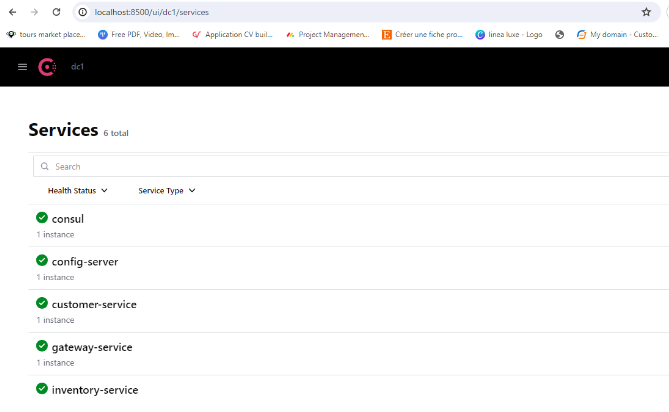 localhost:8500/ui/dc1/services
tours market place... Free PDF, Video, Im... Application CV buil... Project Managemen... Créer une fiche pro... linea luxe - Logo My domain - Custo...
dc1
Services 6 total
Search
Health Status Service Type
consul
1 instance
config-server
1 instance
customer-service
1 instance
gateway-service
1 instance
inventory-service